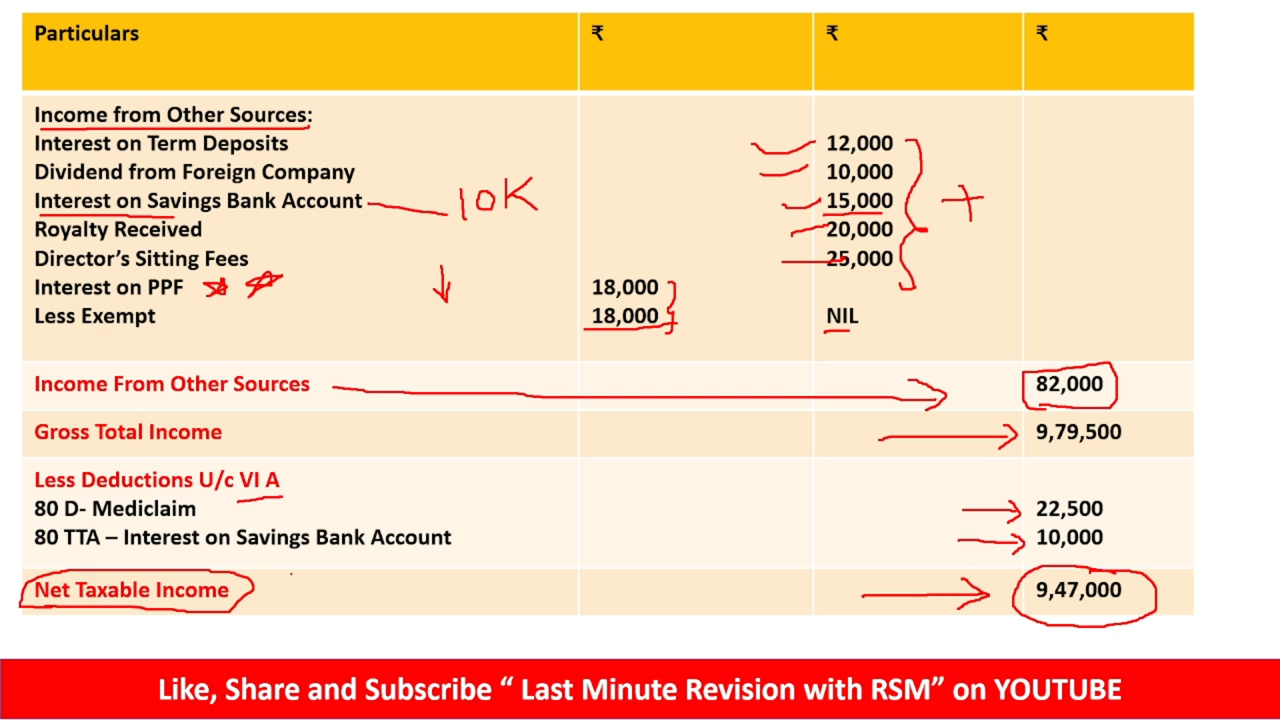 Particulars ₹ ₹ ₹
Income from Other Sources:
Interest on Term Deposits 12,000
Dividend from Foreign Company 10,000
Interest on Savings Bank Account 10K 15,000
Royalty Received 20,000
Director’s Sitting Fees 25,000
Interest on PPF 18,000
Less Exempt 18,000 NIL
Income From Other Sources 82,000
Gross Total Income 9,79,500
Less Deductions U/c VI A
80 D- Mediclaim 22,500
80 TTA – Interest on Savings Bank Account 10,000
Net Taxable Income 9,47,000
Like, Share and Subscribe “ Last Minute Revision with RSM” on YOUTUBE